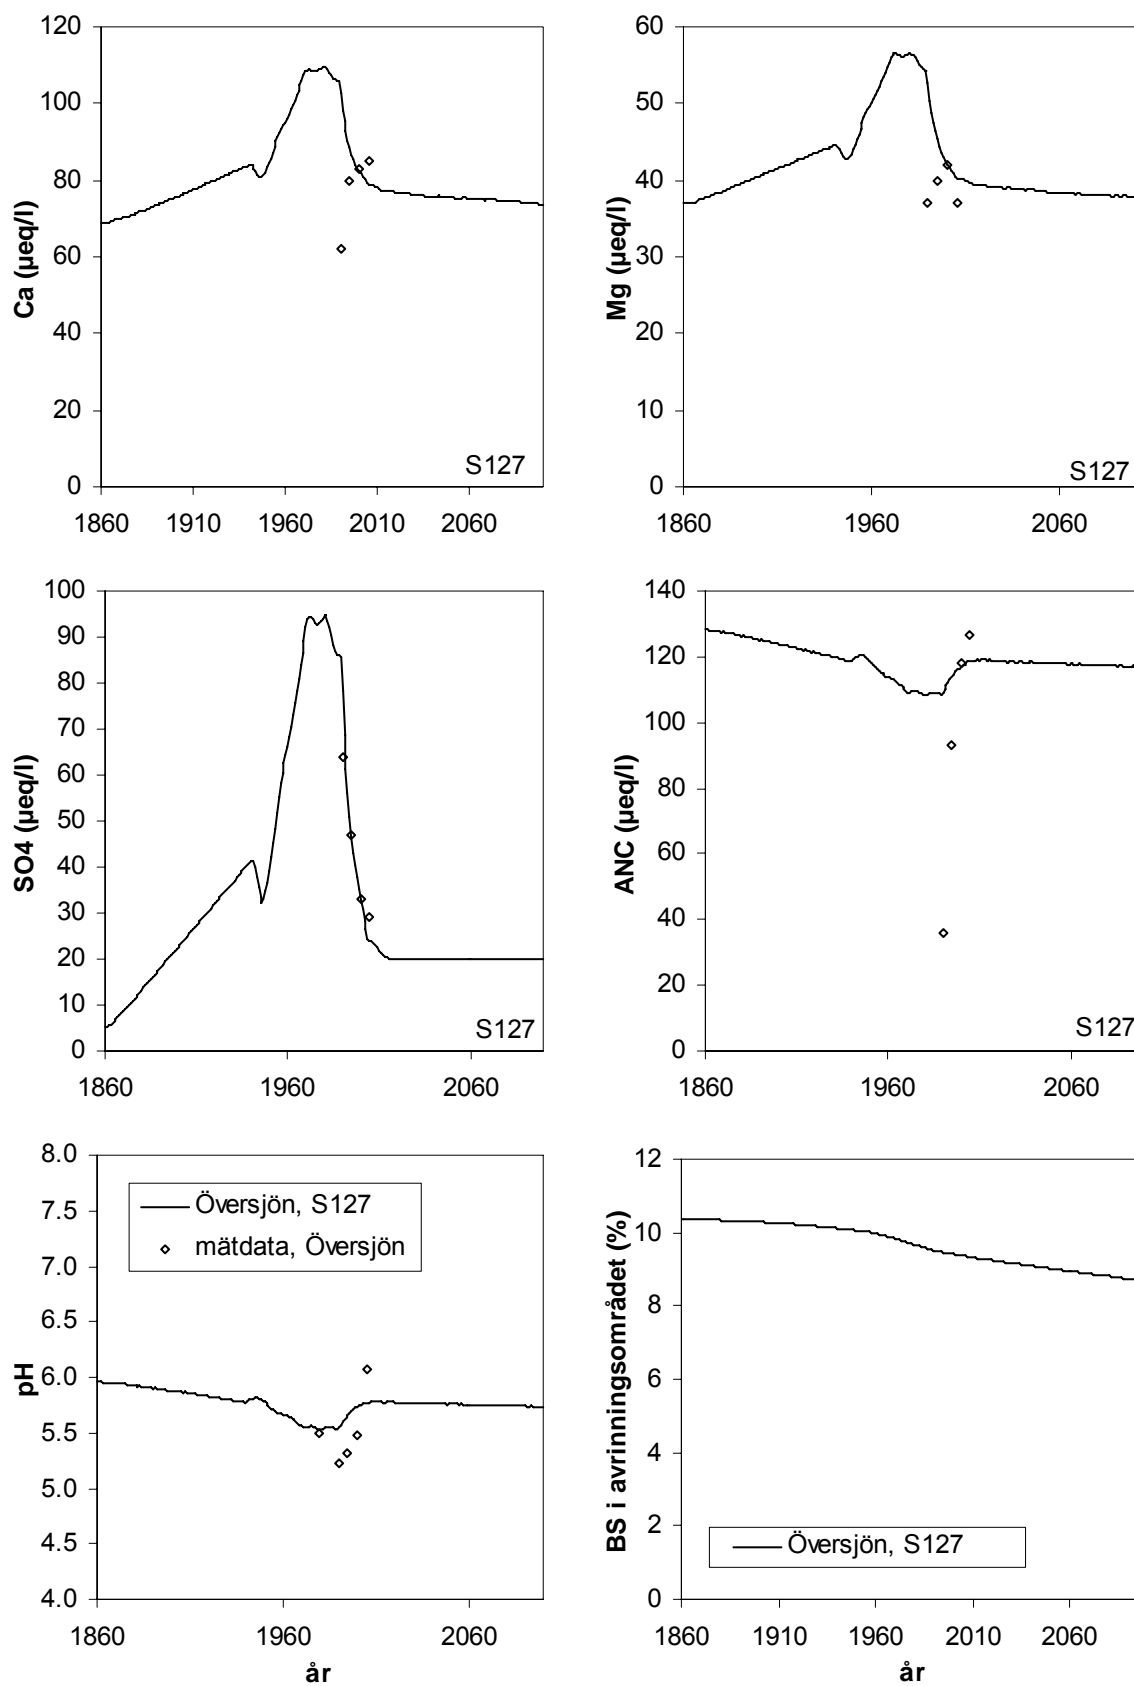 120
100
80
60
40
20
0
Ca (µeq/l)
S127
1860 1910 1960 2010 2060
60
50
40
30
20
10
0
Mg (µeq/l)
S127
1860 1960 2060
100
90
80
70
60
50
40
30
20
10
0
SO4 (µeq/l)
S127
1860 1960 2060
140
120
100
80
60
40
20
0
ANC (µeq/l)
S127
1860 1960 2060
8.0
7.5
7.0
6.5
6.0
5.5
5.0
4.5
4.0
pH
Översjön, S127
mätdata, Översjön
1860 1960 2060
år
12
10
8
6
4
2
0
BS i avrinningsområdet (%)
Översjön, S127
1860 1910 1960 2010 2060
år